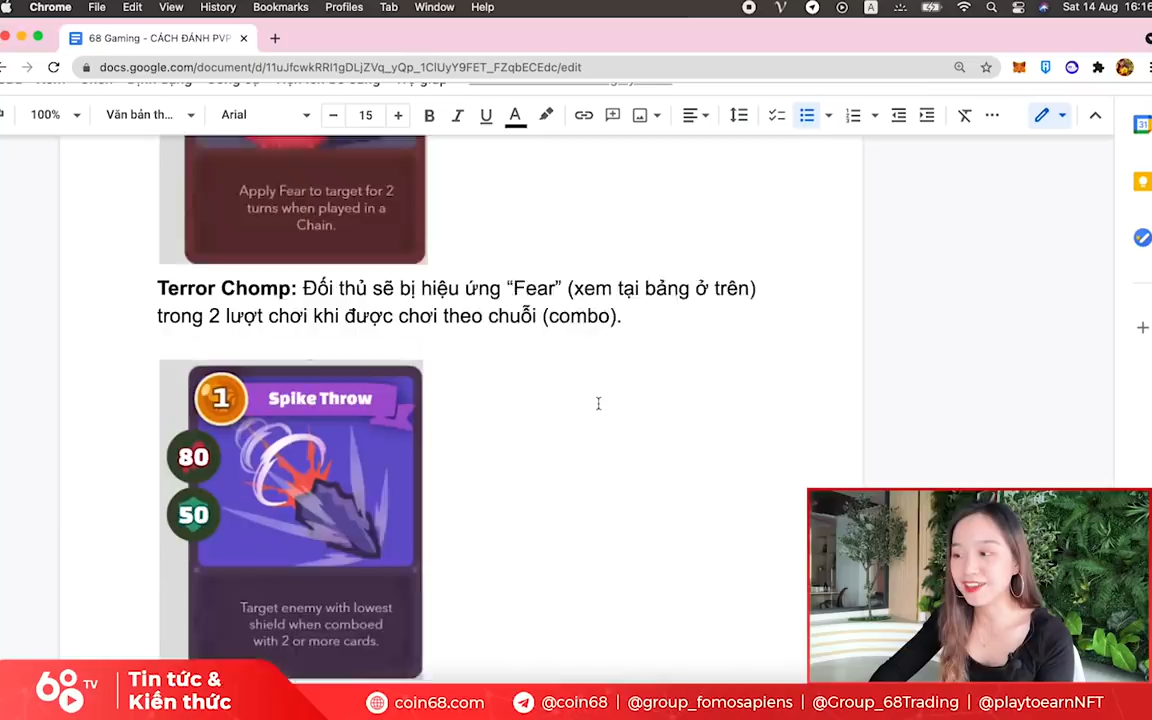 Chrome File Edit View History Bookmarks Profiles Tab Window Help Sat 14 Aug 16:16
68 Gaming - CÁCH ĐÁNH PVP
docs.google.com/document/d/11uJfcwkRRI1gDLjZVq_yQp_1CIUyY9FET_FZqbECEdc/edit
100% Văn bản th... Arial 15
Apply Fear to target for 2
turns when played in a
Chain.
Terror Chomp: Đối thủ sẽ bị hiệu ứng “Fear” (xem tại bảng ở trên)
trong 2 lượt chơi khi được chơi theo chuỗi (combo).
1 Spike Throw
80
50
Target enemy with lowest
shield when comboed
with 2 or more cards.
68 TV Tin tức &
Kiến thức
coin68.com @coin68 | @group_fomosapiens | @Group_68Trading | @playtoearnNFT